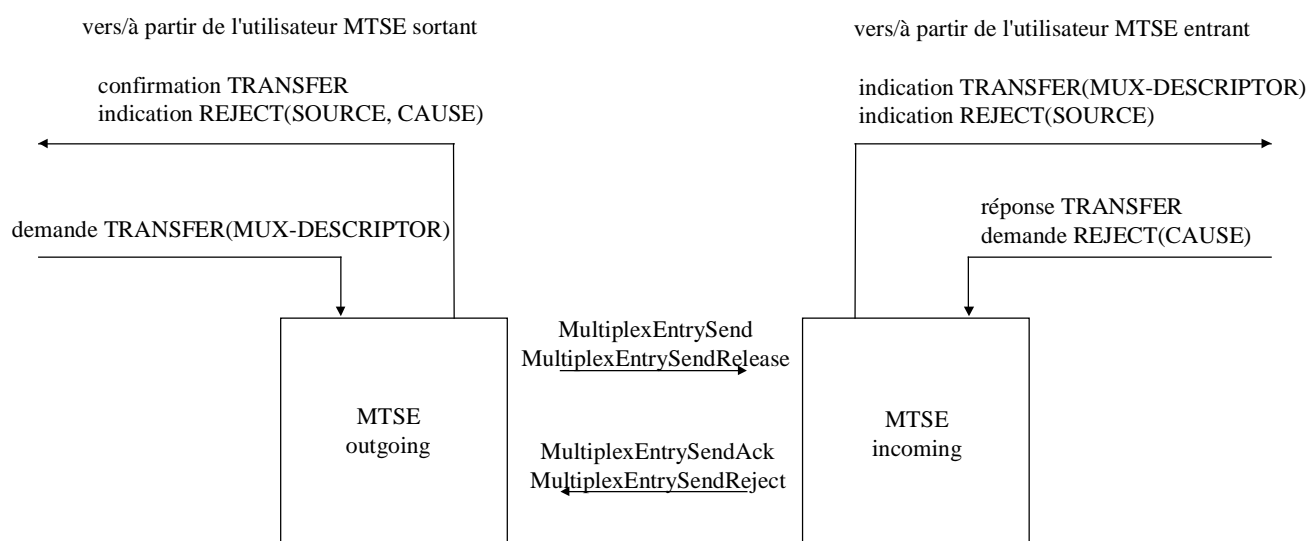 vers/à partir de l'utilisateur MTSE sortant
vers/à partir de l'utilisateur MTSE entrant
confirmation TRANSFER
indication REJECT(SOURCE, CAUSE)
indication TRANSFER(MUX-DESCRIPTOR)
indication REJECT(SOURCE)
demande TRANSFER(MUX-DESCRIPTOR)
réponse TRANSFER
demande REJECT(CAUSE)
MultiplexEntrySend
MultiplexEntrySendRelease
MTSE
outgoing
MTSE
incoming
MultiplexEntrySendAck
MultiplexEntrySendReject